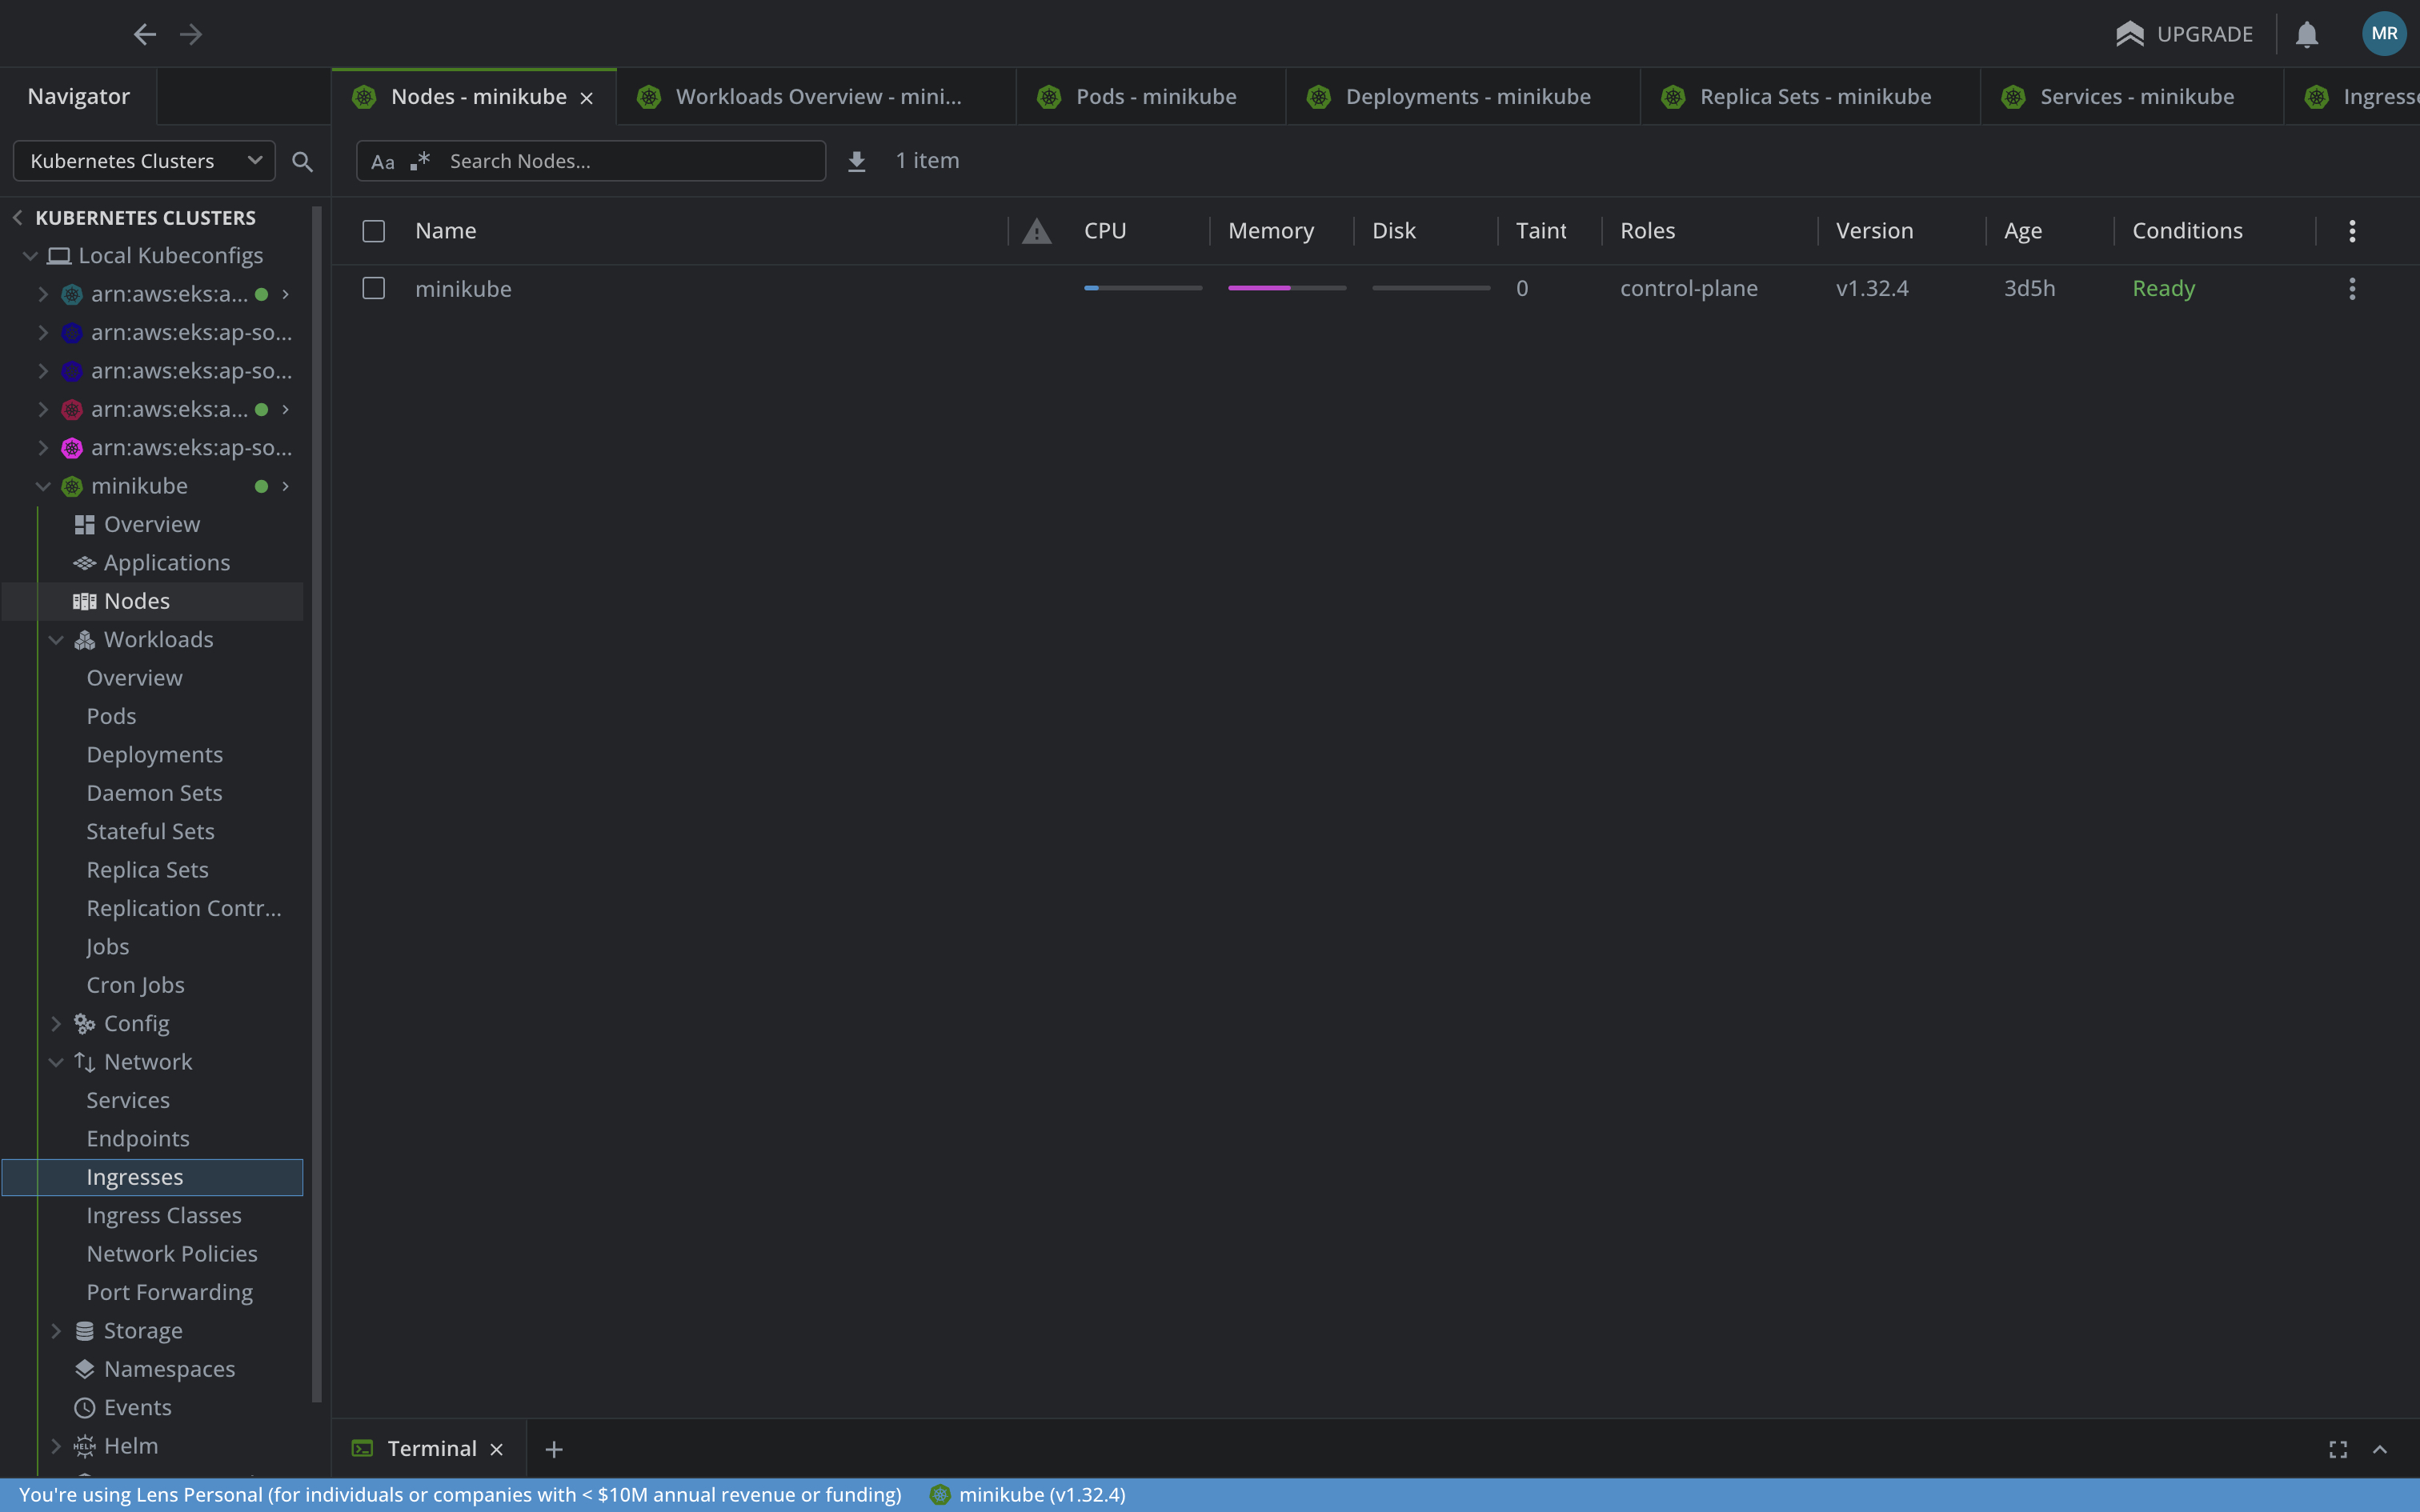 UPGRADE
MR
Navigator
Nodes - minikube
Workloads Overview - mini...
Pods - minikube
Deployments - minikube
Replica Sets - minikube
Services - minikube
Ingress
Kubernetes Clusters
Aa .* Search Nodes...
1 item
KUBERNETES CLUSTERS
Name CPU Memory Disk Taint Roles Version Age Conditions
minikube 0 control-plane v1.32.4 3d5h Ready
Local Kubeconfigs
arn:aws:eks:a...
arn:aws:eks:ap-so...
arn:aws:eks:ap-so...
arn:aws:eks:a...
arn:aws:eks:ap-so...
minikube
Overview
Applications
Nodes
Workloads
Overview
Pods
Deployments
Daemon Sets
Stateful Sets
Replica Sets
Replication Contr...
Jobs
Cron Jobs
Config
Network
Services
Endpoints
Ingresses
Ingress Classes
Network Policies
Port Forwarding
Storage
Namespaces
Events
HELM Helm
Terminal
You're using Lens Personal (for individuals or companies with < $10M annual revenue or funding)
minikube (v1.32.4)